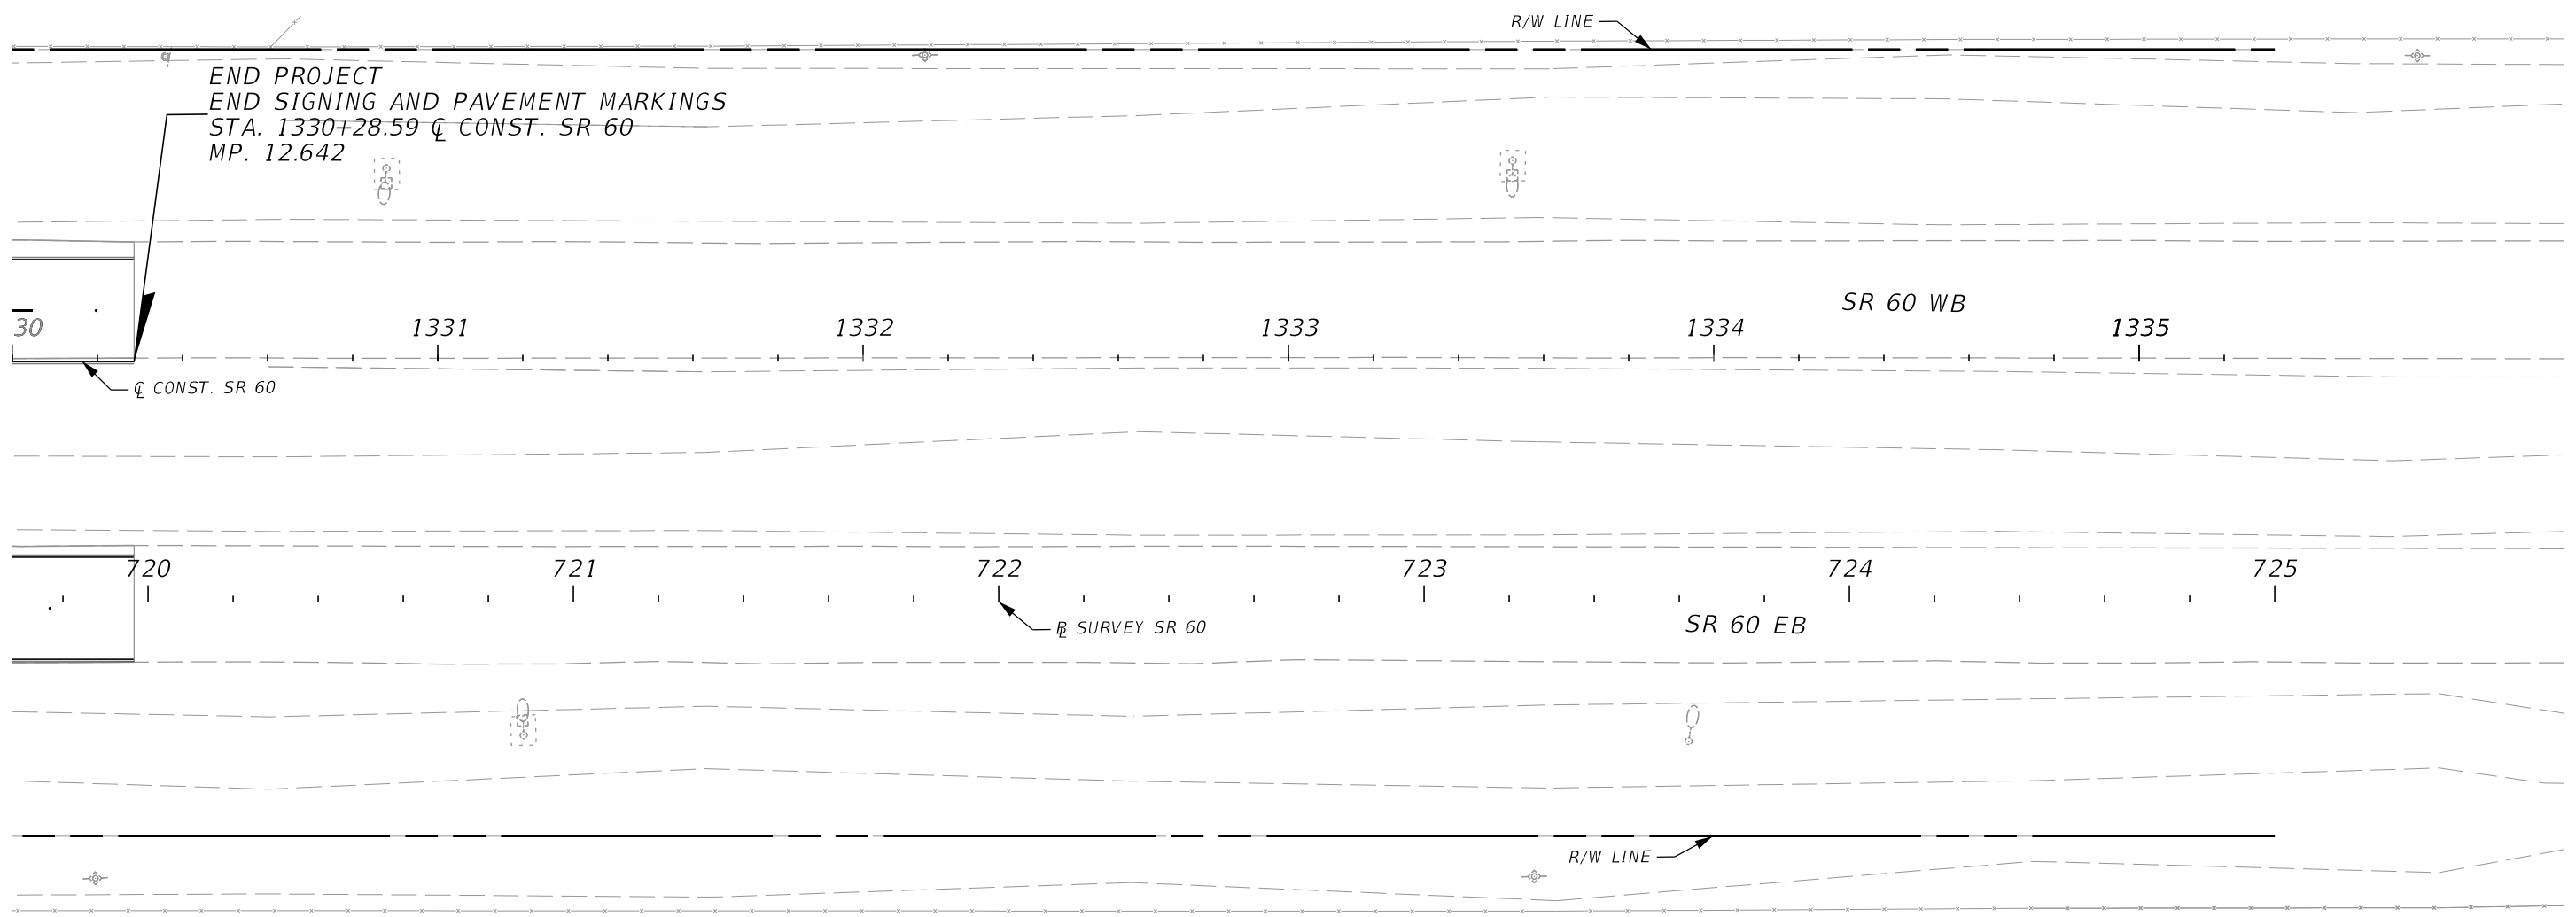 R/W LINE
END PROJECT
END SIGNING AND PAVEMENT MARKINGS
STA. 1330+28.59 ℄ CONST. SR 60
MP. 12.642
SR 60 WB
30 1331 1332 1333 1334 1335
℄ CONST. SR 60
720 721 722 723 724 725
BL SURVEY SR 60
SR 60 EB
R/W LINE